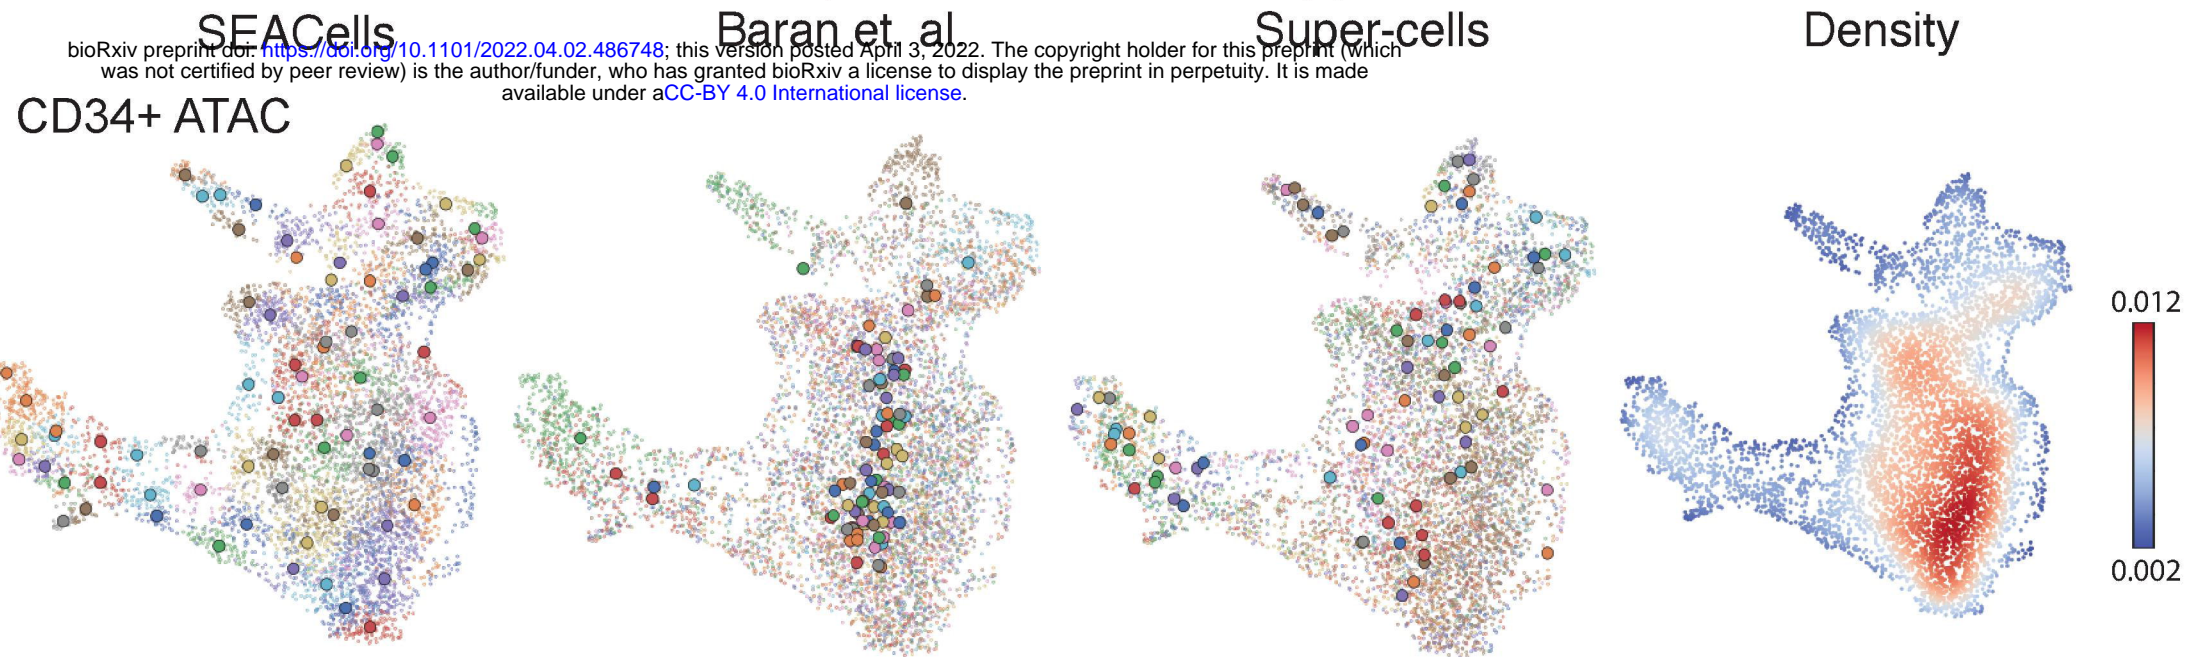 SEACells
Baran et. al.
Super-cells
Density
bioRxiv preprint doi: https://doi.org/10.1101/2022.04.02.486748; this version posted April 3, 2022. The copyright holder for this preprint (which
was not certified by peer review) is the author/funder, who has granted bioRxiv a license to display the preprint in perpetuity. It is made
available under aCC-BY 4.0 International license.
CD34+ ATAC
0.012
0.002